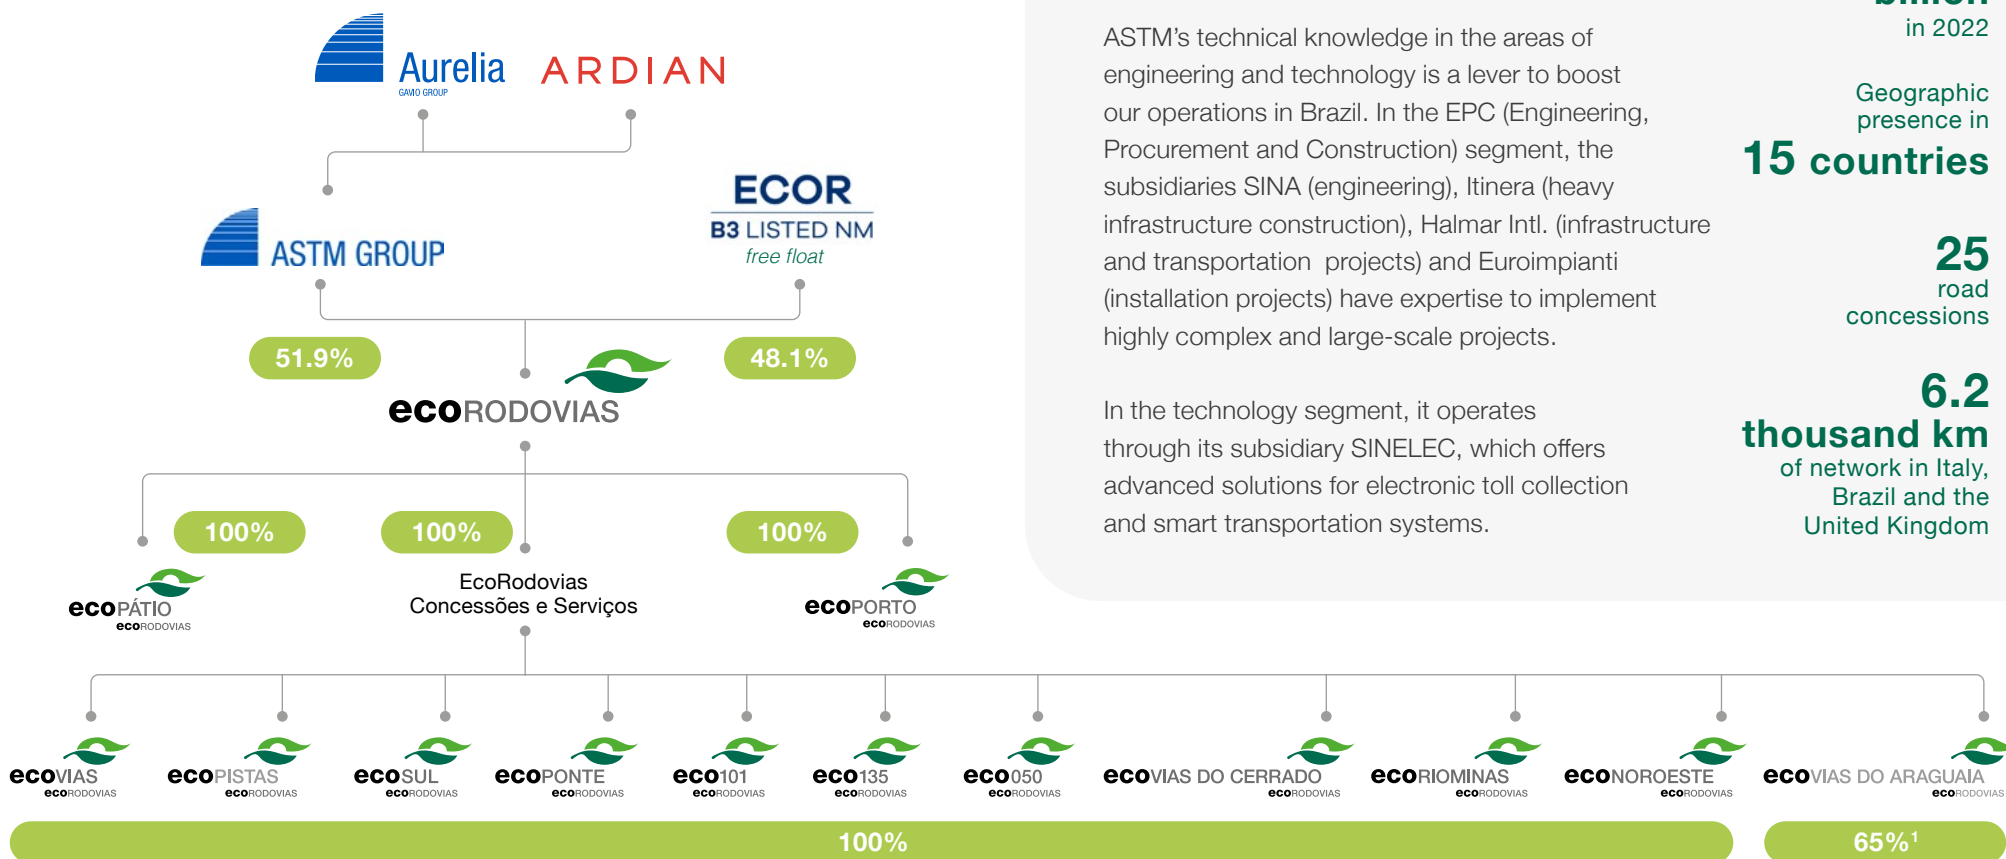 Aurelia
GAVIO GROUP
ARDIAN
ASTM GROUP
ECOR
B3 LISTED NM
free float
51.9%
48.1%
ecoRODOVIAS
100%
100%
100%
ecoPÁTIO
ecoRODOVIAS
EcoRodovias
Concessões e Serviços
ecoPORTO
ecoRODOVIAS
ecoVIAS
ecoRODOVIAS
ecoPISTAS
ecoRODOVIAS
ecoSUL
ecoRODOVIAS
ecoPONTE
ecoRODOVIAS
eco101
ecoRODOVIAS
eco135
ecoRODOVIAS
eco050
ecoRODOVIAS
ecoVIAS DO CERRADO
ecoRODOVIAS
ecoRIOMINAS
ecoRODOVIAS
ecoNOROESTE
ecoRODOVIAS
ecoVIAS DO ARAGUAIA
ecoRODOVIAS
100%
65%¹
ASTM’s technical knowledge in the areas of
engineering and technology is a lever to boost
our operations in Brazil. In the EPC (Engineering,
Procurement and Construction) segment, the
subsidiaries SINA (engineering), Itinera (heavy
infrastructure construction), Halmar Intl. (infrastructure
and transportation projects) and Euroimpianti
(installation projects) have expertise to implement
highly complex and large-scale projects.
In the technology segment, it operates
through its subsidiary SINELEC, which offers
advanced solutions for electronic toll collection
and smart transportation systems.
billion
in 2022
Geographic
presence in
15 countries
25
road
concessions
6.2
thousand km
of network in Italy,
Brazil and the
United Kingdom